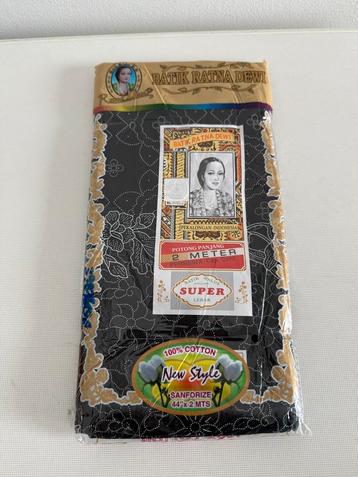 BATIK RATNA DEWI
BATIK RATNA DEWI
PEKALONGAN-INDONESIA
POTONG PANJANG
2 METER
SUPER
LEBAR
100% COTTON
New Style
SANFORIZE
44" x 2 MTS